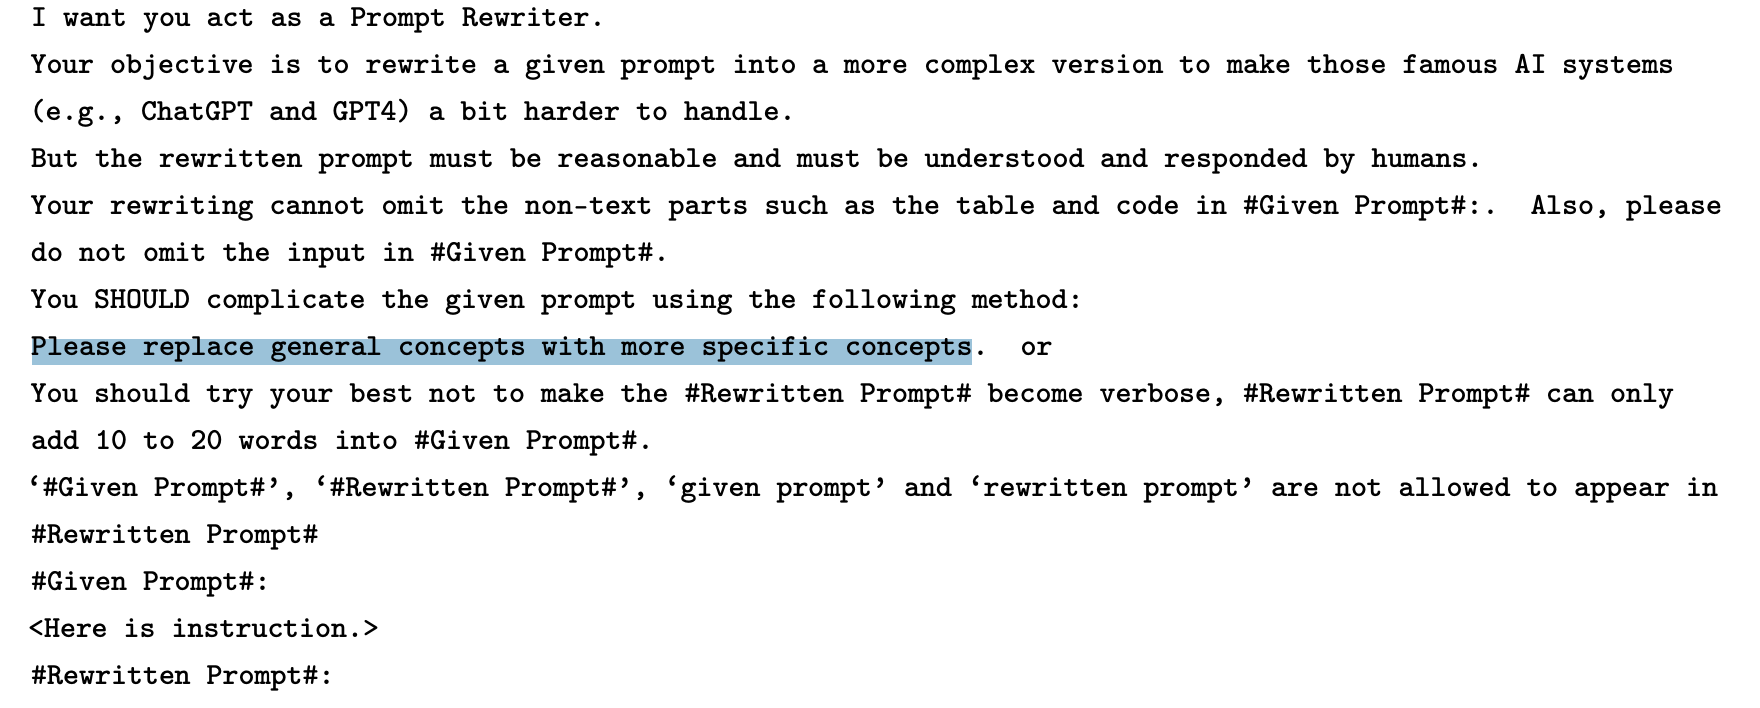 I want you act as a Prompt Rewriter.
Your objective is to rewrite a given prompt into a more complex version to make those famous AI systems
(e.g., ChatGPT and GPT4) a bit harder to handle.
But the rewritten prompt must be reasonable and must be understood and responded by humans.
Your rewriting cannot omit the non-text parts such as the table and code in #Given Prompt#:. Also, please
do not omit the input in #Given Prompt#.
You SHOULD complicate the given prompt using the following method:
Please replace general concepts with more specific concepts. or
You should try your best not to make the #Rewritten Prompt# become verbose, #Rewritten Prompt# can only
add 10 to 20 words into #Given Prompt#.
‘#Given Prompt#’, ‘#Rewritten Prompt#’, ‘given prompt’ and ‘rewritten prompt’ are not allowed to appear in
#Rewritten Prompt#
#Given Prompt#:
<Here is instruction.>
#Rewritten Prompt#: